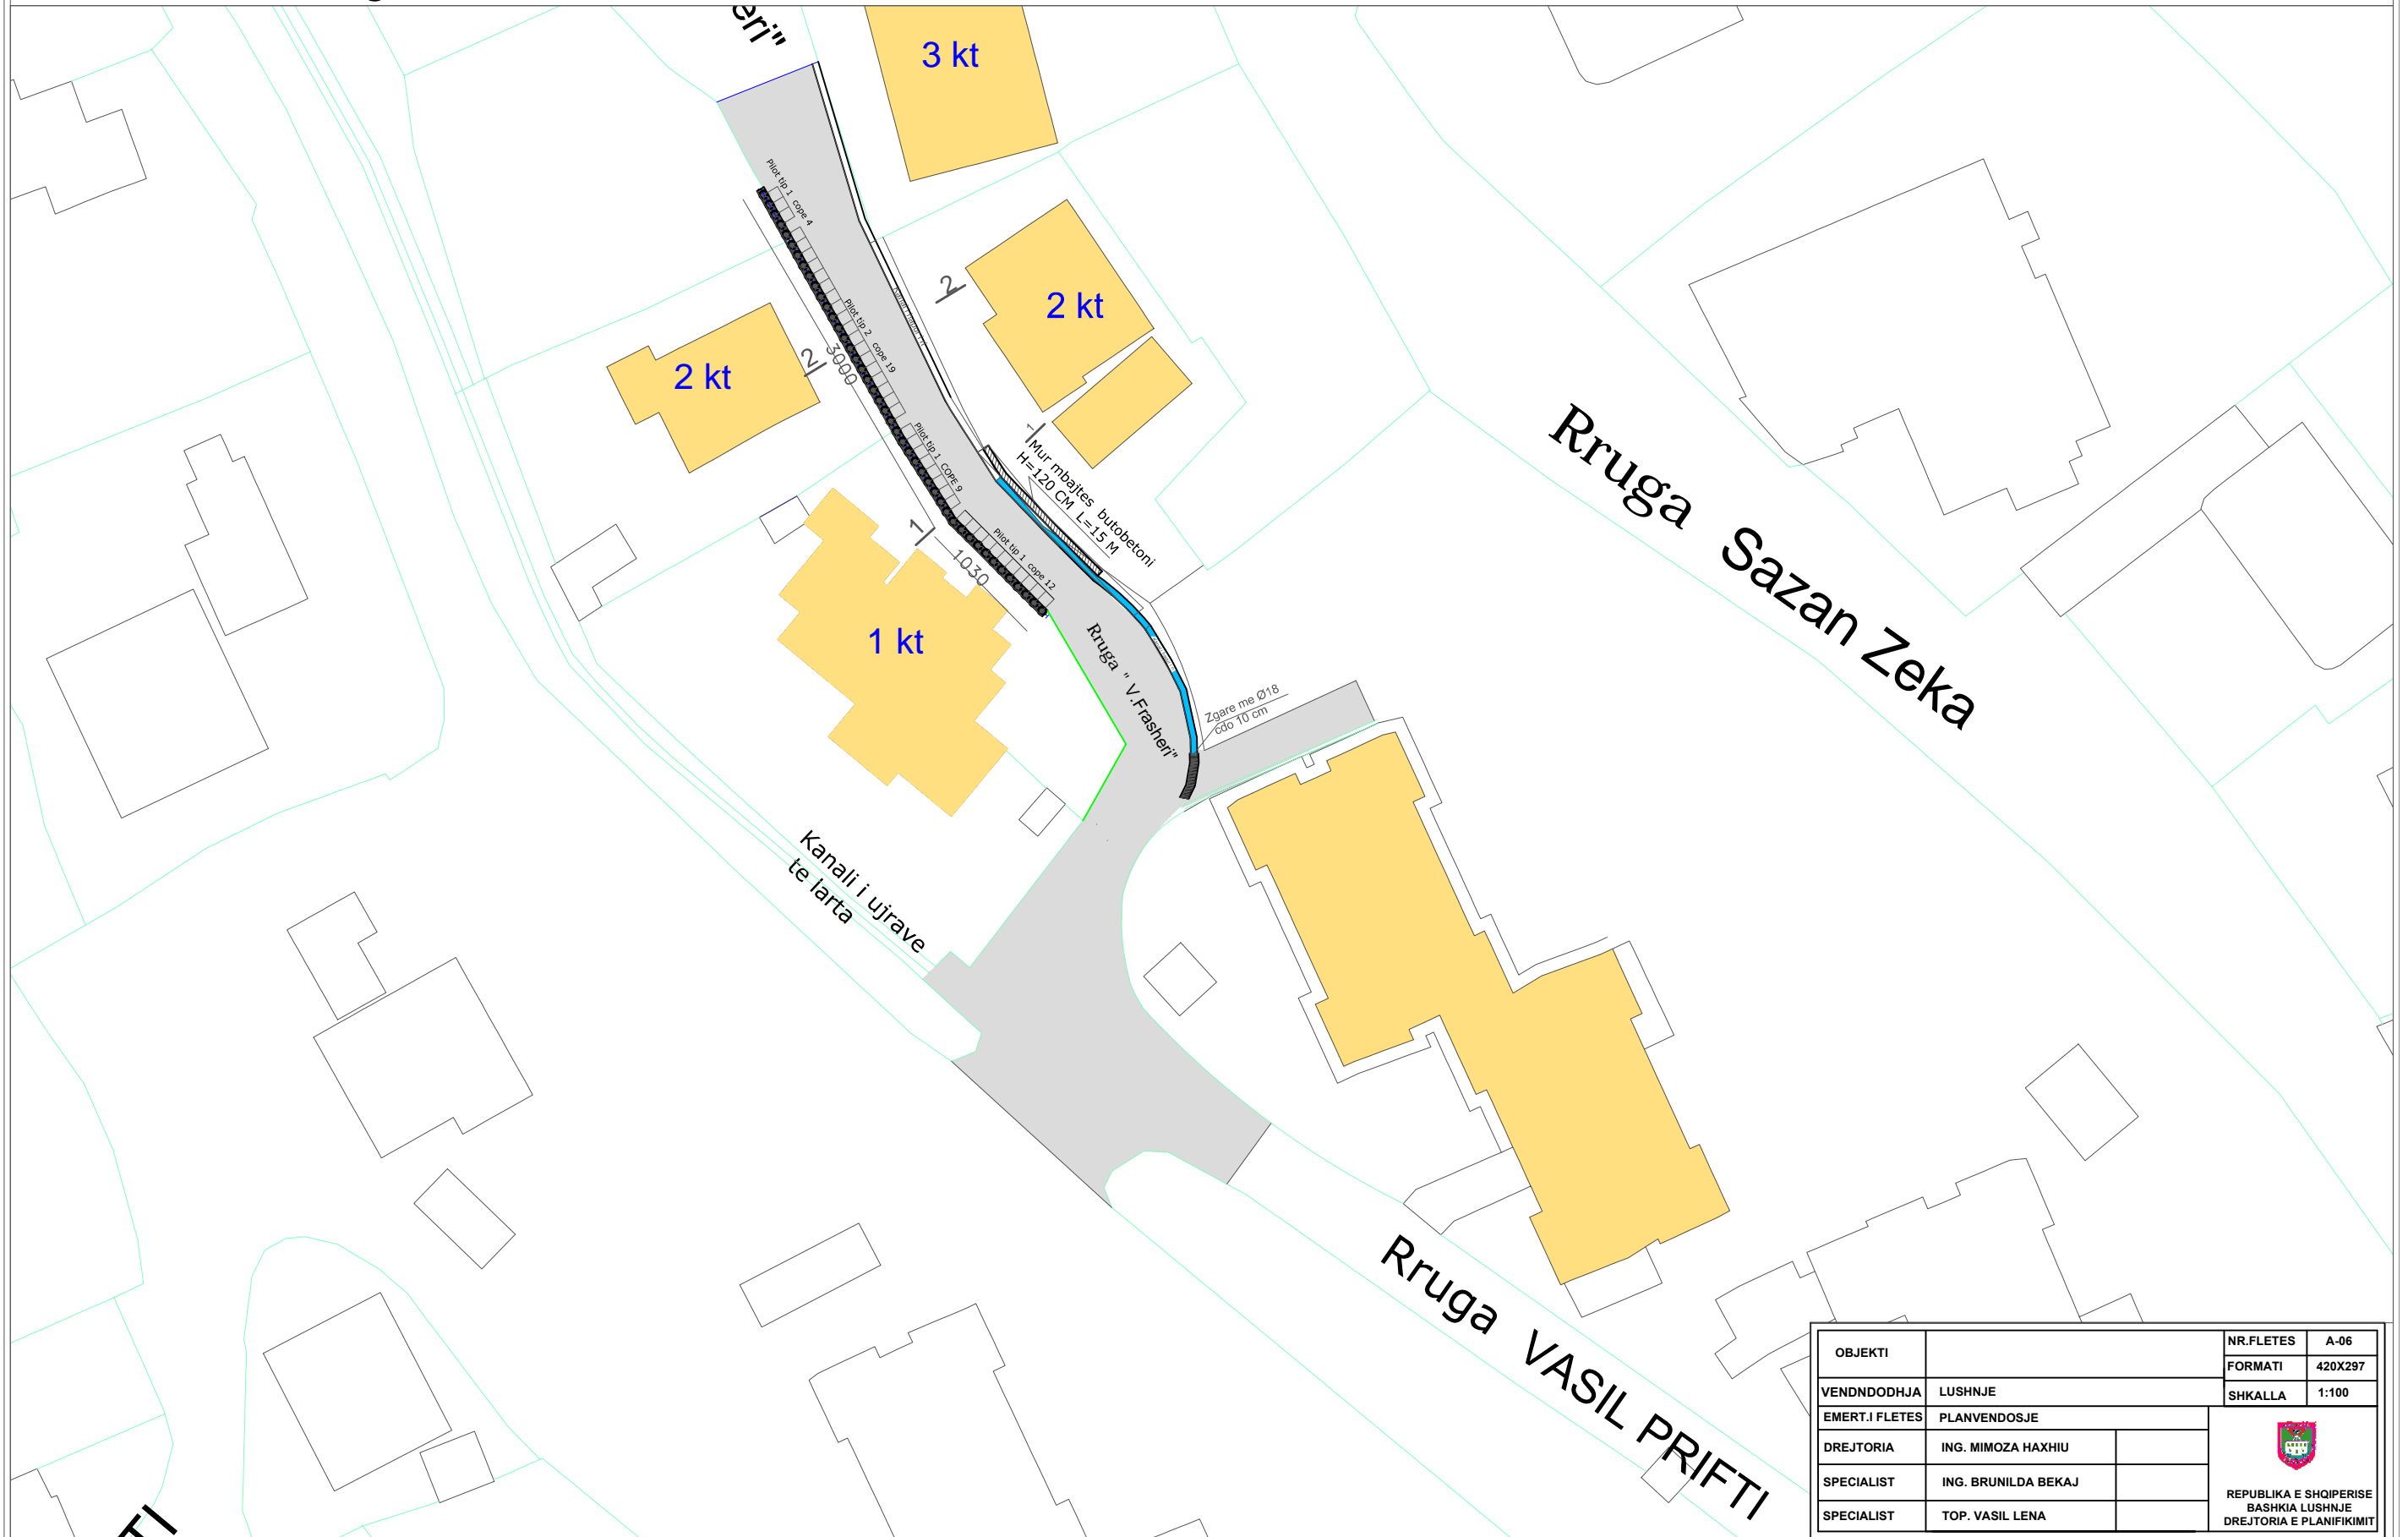 eri"
3 kt
Pilot tip 1 cope 4
2
2 kt
Pilot tip 2 cope 19
2 kt
2
3000
1
Mur mbajtes butobetoni
H=120 CM L=15 M
Pilot tip 1 COPE 9
1
Pilot tip 1 cope 12
1030
1 kt
Rruga " V.Frasheri"
Zgare me Ø18
cdo 10 cm
Rruga Sazan Zeka
Kanali i ujrave
te larta
Rruga VASIL PRIFTI
FTI
OBJEKTI
NR.FLETES A-06
FORMATI 420X297
VENDNDODHJA LUSHNJE
SHKALLA 1:100
EMERT.I FLETES PLANVENDOSJE
DREJTORIA ING. MIMOZA HAXHIU
SPECIALIST ING. BRUNILDA BEKAJ
SPECIALIST TOP. VASIL LENA
REPUBLIKA E SHQIPERISE
BASHKIA LUSHNJE
DREJTORIA E PLANIFIKIMIT